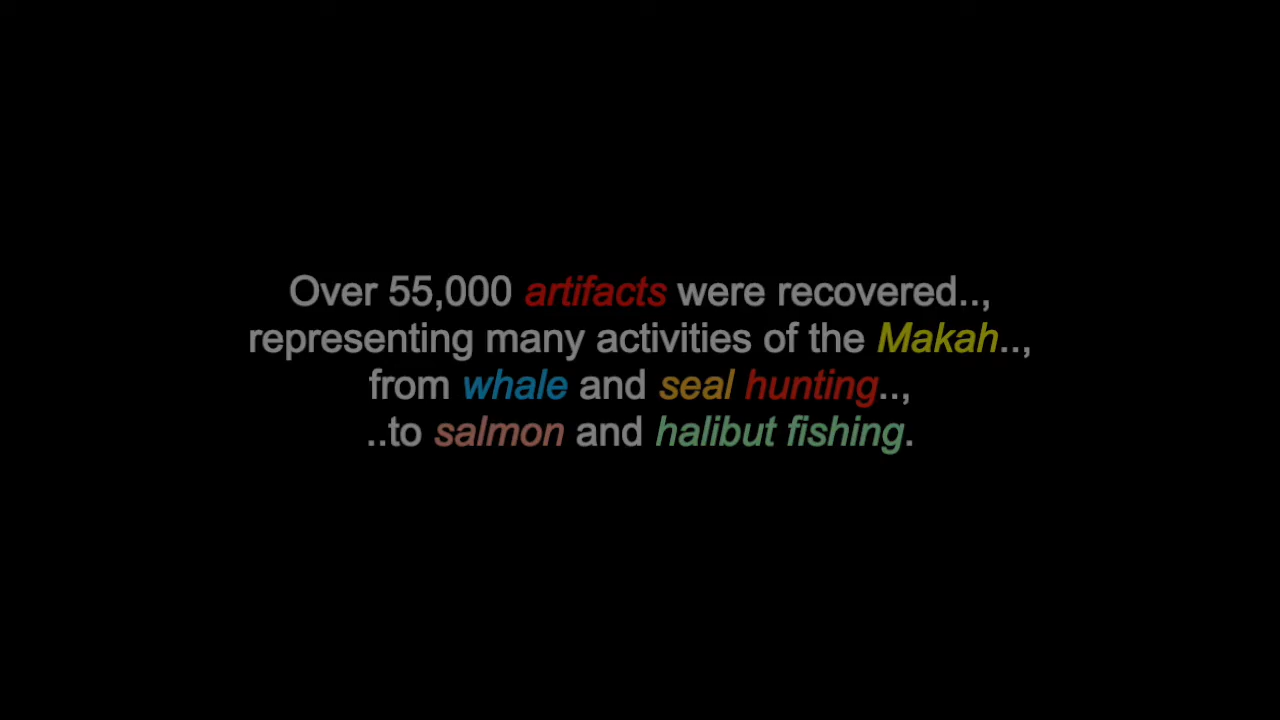 Over 55,000 artifacts were recovered..,
representing many activities of the Makah..,
from whale and seal hunting..,
..to salmon and halibut fishing.